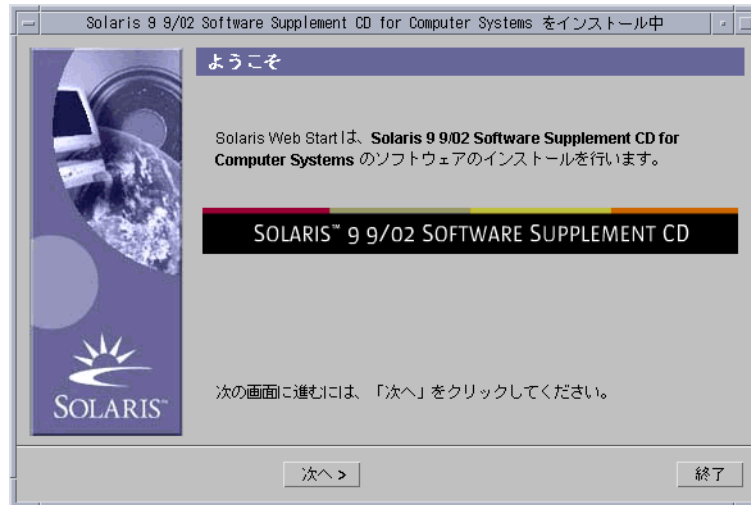 Solaris 9 9/02 Software Supplement CD for Computer Systems をインストール中
ようこそ
Solaris Web Start は、Solaris 9 9/02 Software Supplement CD for
Computer Systems のソフトウェアのインストールを行います。
SOLARIS™ 9 9/02 SOFTWARE SUPPLEMENT CD
次の画面に進むには、「次へ」をクリックしてください。
SOLARIS™
次へ >
終了